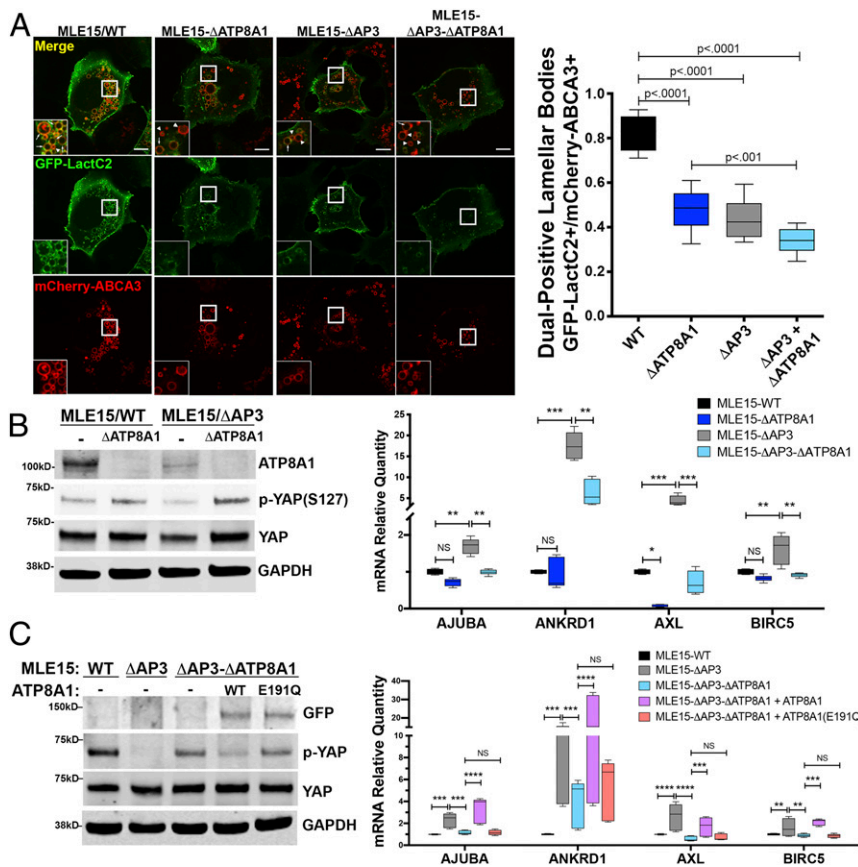 A
MLE15/WT MLE15-ΔATP8A1 MLE15-ΔAP3 MLE15-
ΔAP3-ΔATP8A1
Merge
GFP-LactC2
mCherry-ABCA3
Dual-Positive Lamellar Bodies
GFP-LactC2+/mCherry-ABCA3+
p<.0001
p<.0001
p<.0001
p<.001
1.0
0.8
0.6
0.4
0.2
0.0
WT
ΔATP8A1
ΔAP3
ΔAP3 +
ΔATP8A1
B
MLE15/WT MLE15/ΔAP3
- ΔATP8A1 - ΔATP8A1
100kD ATP8A1
75kD p-YAP(S127)
75kD YAP
38kD GAPDH
mRNA Relative Quantity
25
20
15
10
5
2
1
0
MLE15-WT
MLE15-ΔATP8A1
MLE15-ΔAP3
MLE15-ΔAP3-ΔATP8A1
** NS **
*** NS **
*** * ***
** NS **
AJUBA ANKRD1 AXL BIRC5
C
MLE15: WT ΔAP3 ΔAP3-ΔATP8A1
ATP8A1: - - - WT E191Q
150kD GFP
75kD p-YAP
75kD YAP
38kD GAPDH
mRNA Relative Quantity
40
30
20
10
8
6
4
2
0
MLE15-WT
MLE15-ΔAP3
MLE15-ΔAP3-ΔATP8A1
MLE15-ΔAP3-ΔATP8A1 + ATP8A1
MLE15-ΔAP3-ΔATP8A1 + ATP8A1(E191Q
*** *** **** NS
*** *** **** NS
**** **** *** NS
** ** *** NS
AJUBA ANKRD1 AXL BIRC5